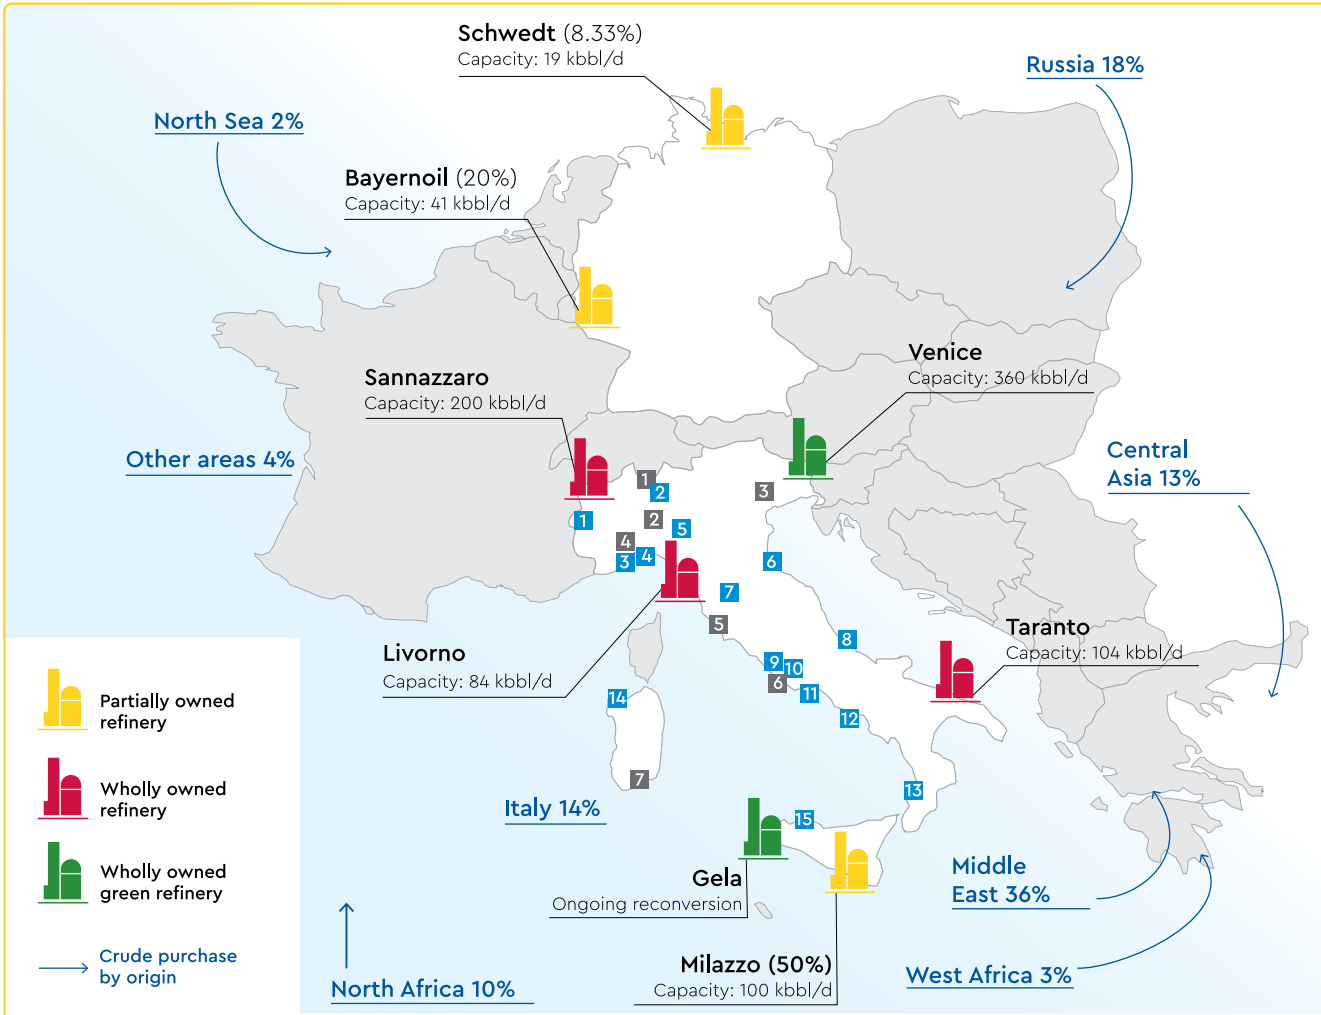 Schwedt (8.33%)
Capacity: 19 kbbl/d
Russia 18%
North Sea 2%
Bayernoil (20%)
Capacity: 41 kbbl/d
Venice
Capacity: 360 kbbl/d
Sannazzaro
Capacity: 200 kbbl/d
Other areas 4%
Central
Asia 13%
1
2
3
1
2
5
4
4
3
6
7
5
8
Taranto
Capacity: 104 kbbl/d
Livorno
Capacity: 84 kbbl/d
9
10
6
11
14
12
7
13
Italy 14%
15
Partially owned
refinery
Wholly owned
refinery
Wholly owned
green refinery
Crude purchase
by origin
Gela
Ongoing reconversion
Middle
East 36%
Milazzo (50%)
Capacity: 100 kbbl/d
West Africa 3%
North Africa 10%